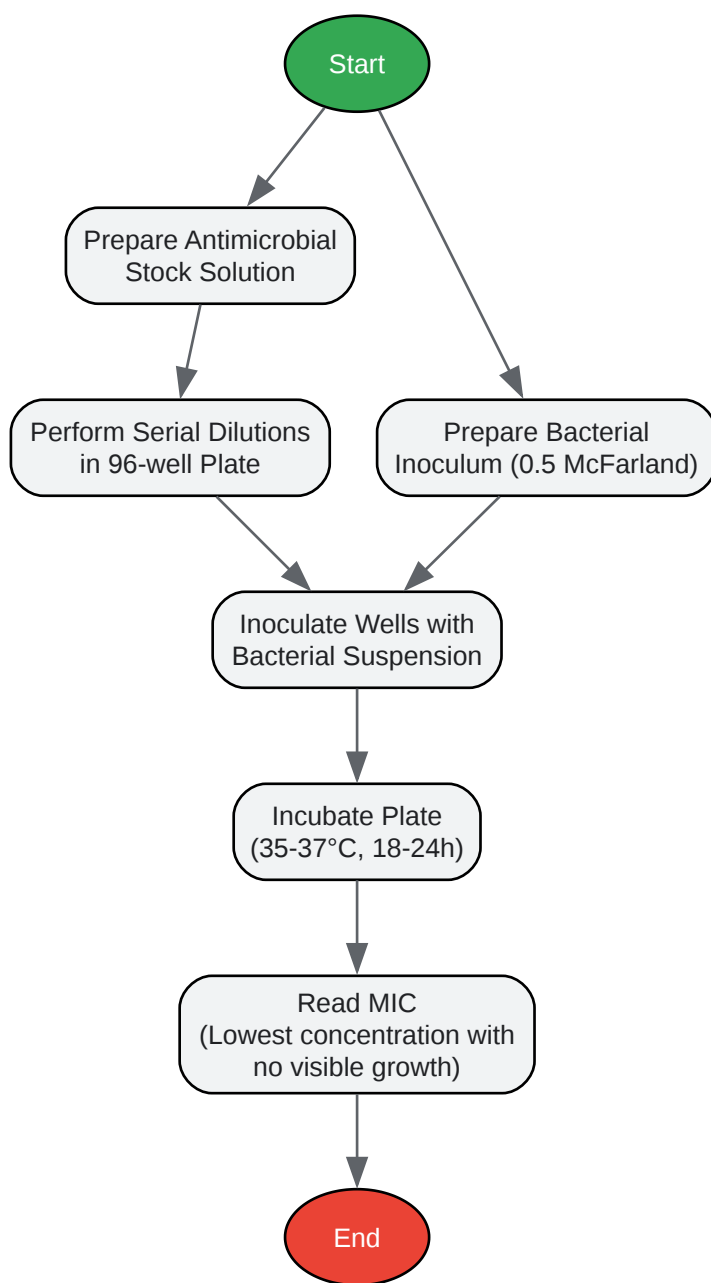 Start
Prepare Antimicrobial
Stock Solution
Perform Serial Dilutions
in 96-well Plate
Prepare Bacterial
Inoculum (0.5 McFarland)
Inoculate Wells with
Bacterial Suspension
Incubate Plate
(35-37°C, 18-24h)
Read MIC
(Lowest concentration with
no visible growth)
End